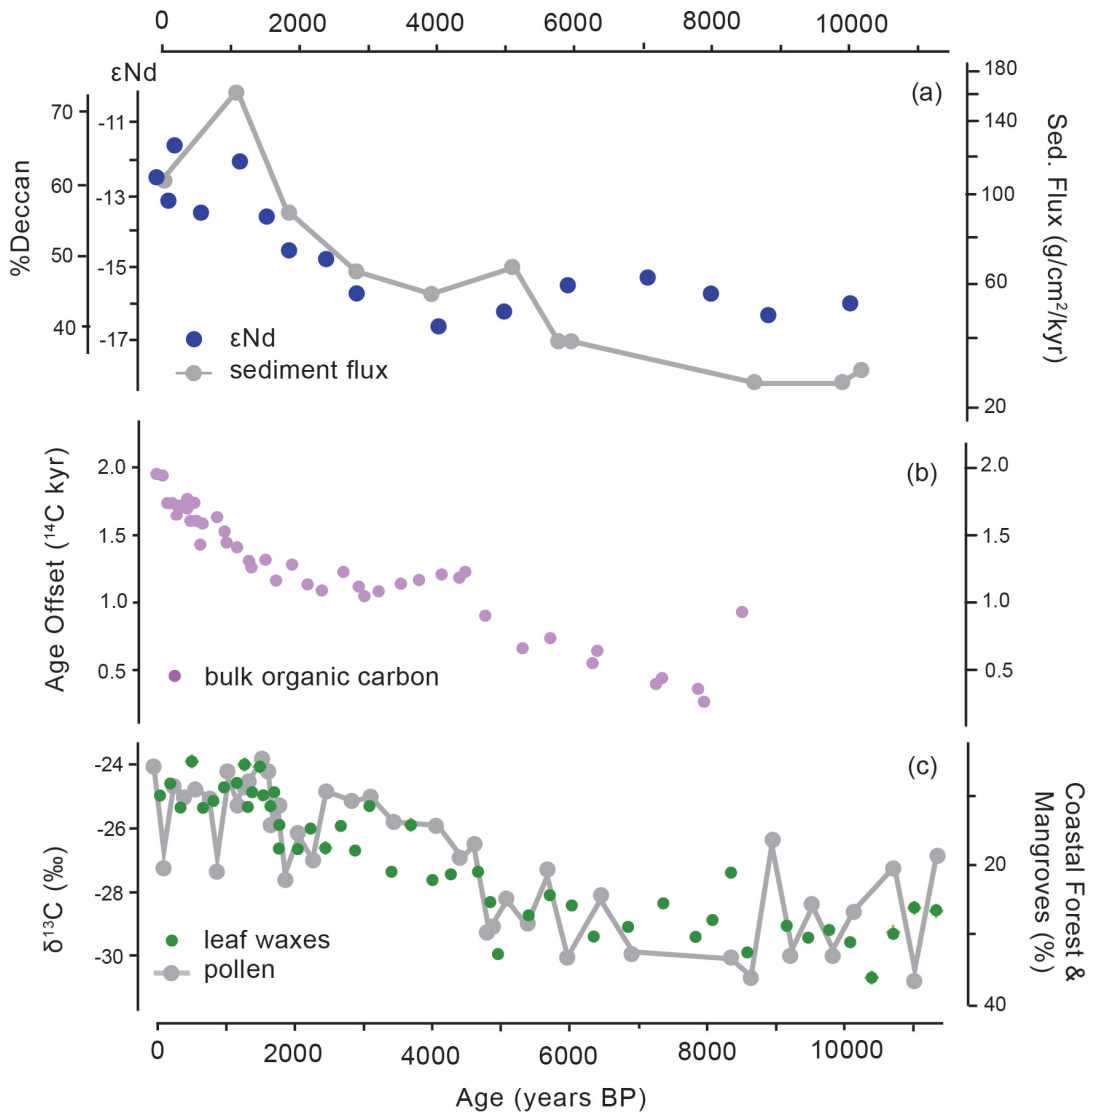 0 2000 4000 6000 8000 10000
εNd
(a)
%Deccan
70
60
50
40
-11
-13
-15
-17
180
140
100
60
20
Sed. Flux (g/cm²/kyr)
εNd
sediment flux
(b)
Age Offset (¹⁴C kyr)
2.0
1.5
1.0
0.5
2.0
1.5
1.0
0.5
bulk organic carbon
(c)
δ¹³C (‰)
-24
-26
-28
-30
20
40
Coastal Forest &
Mangroves (%)
leaf waxes
pollen
0 2000 4000 6000 8000 10000
Age (years BP)